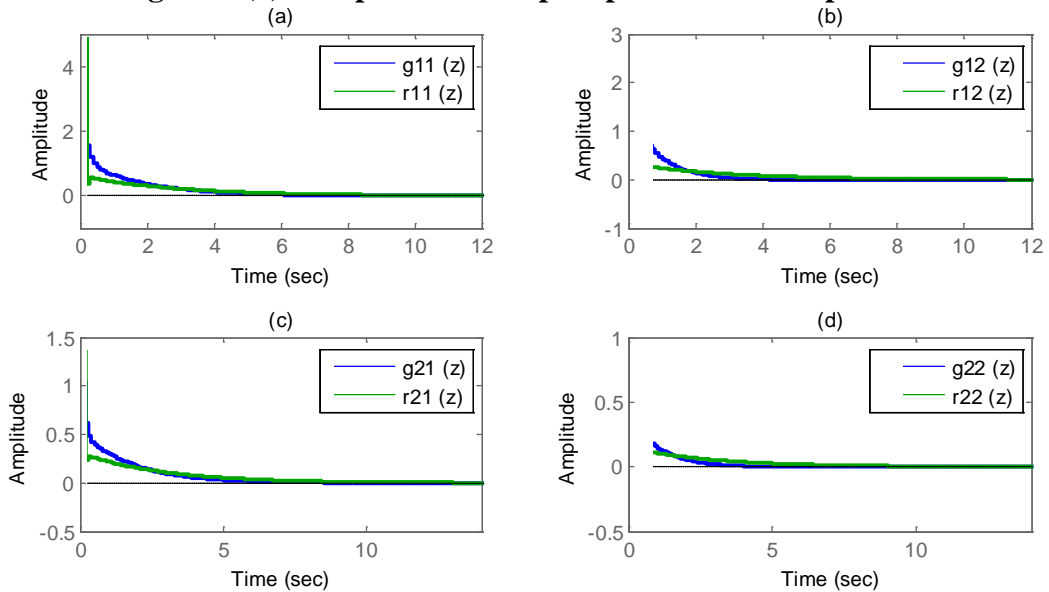 (a)
4
2
0
0 2 4 6 8 10 12
Amplitude
Time (sec)
g11 (z)
r11 (z)
(b)
3
2
1
0
-1
0 2 4 6 8 10 12
Amplitude
Time (sec)
g12 (z)
r12 (z)
(c)
1.5
1
0.5
0
-0.5
0 5 10
Amplitude
Time (sec)
g21 (z)
r21 (z)
(d)
1
0.5
0
-0.5
0 5 10
Amplitude
Time (sec)
g22 (z)
r22 (z)